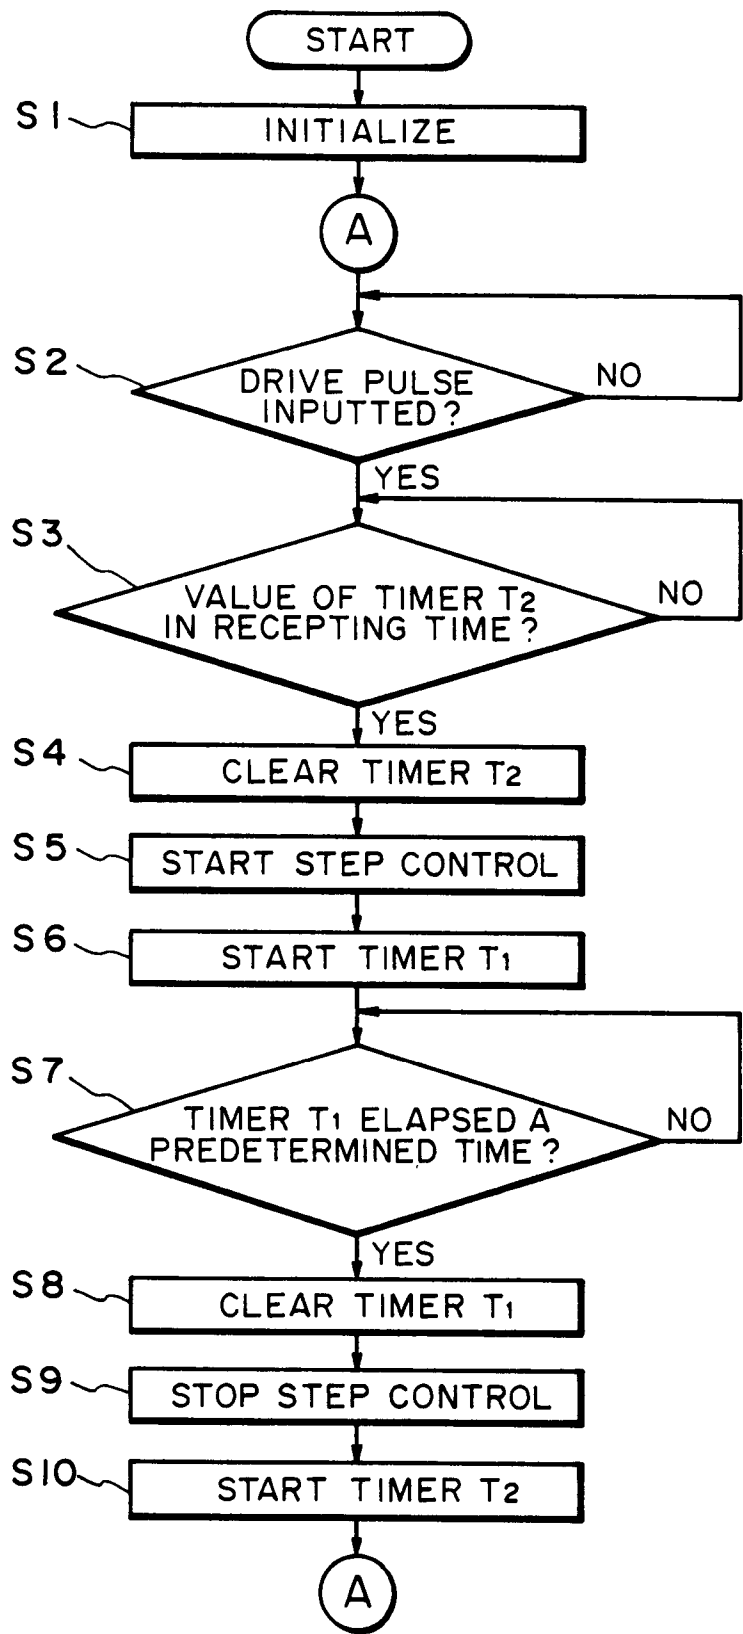 START
S1
INITIALIZE
A
S2
DRIVE PULSE
INPUTTED?
NO
YES
S3
VALUE OF TIMER T2
IN RECEPTING TIME?
NO
YES
S4
CLEAR TIMER T2
S5
START STEP CONTROL
S6
START TIMER T1
S7
TIMER T1 ELAPSED A
PREDETERMINED TIME?
NO
YES
S8
CLEAR TIMER T1
S9
STOP STEP CONTROL
S10
START TIMER T2
A